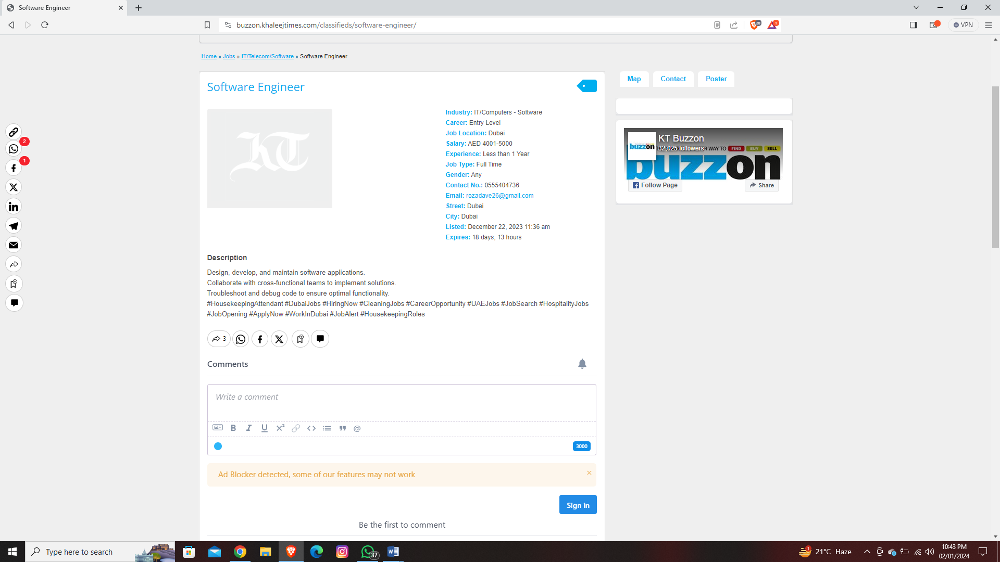 Software Engineer
buzzon.khaleejtimes.com/classifieds/software-engineer/
28
1
VPN
Home » Jobs » IT/Telecom/Software » Software Engineer
Software Engineer
Map
Contact
Poster
KT
Industry: IT/Computers - Software
Career: Entry Level
Job Location: Dubai
Salary: AED 4001-5000
Experience: Less than 1 Year
Job Type: Full Time
Gender: Any
Contact No.: 0555404736
Email: rozadave26@gmail.com
Street: Dubai
City: Dubai
Listed: December 22, 2023 11:36 am
Expires: 18 days, 13 hours
KT Buzzon
32,025 followers
buzzon
R WAY TO FIND BUY SELL
buzzon
Follow Page
Share
2
1
Description
Design, develop, and maintain software applications.
Collaborate with cross-functional teams to implement solutions.
Troubleshoot and debug code to ensure optimal functionality.
#HousekeepingAttendant #DubaiJobs #HiringNow #CleaningJobs #CareerOpportunity #UAEJobs #JobSearch #HospitalityJobs
#JobOpening #ApplyNow #WorkInDubai #JobAlert #HousekeepingRoles
3
Comments
Write a comment
GIF B I U X² @
3000
Ad Blocker detected, some of our features may not work
Sign in
Be the first to comment
Type here to search
37
1
21°C Haze
10:43 PM
02/01/2024